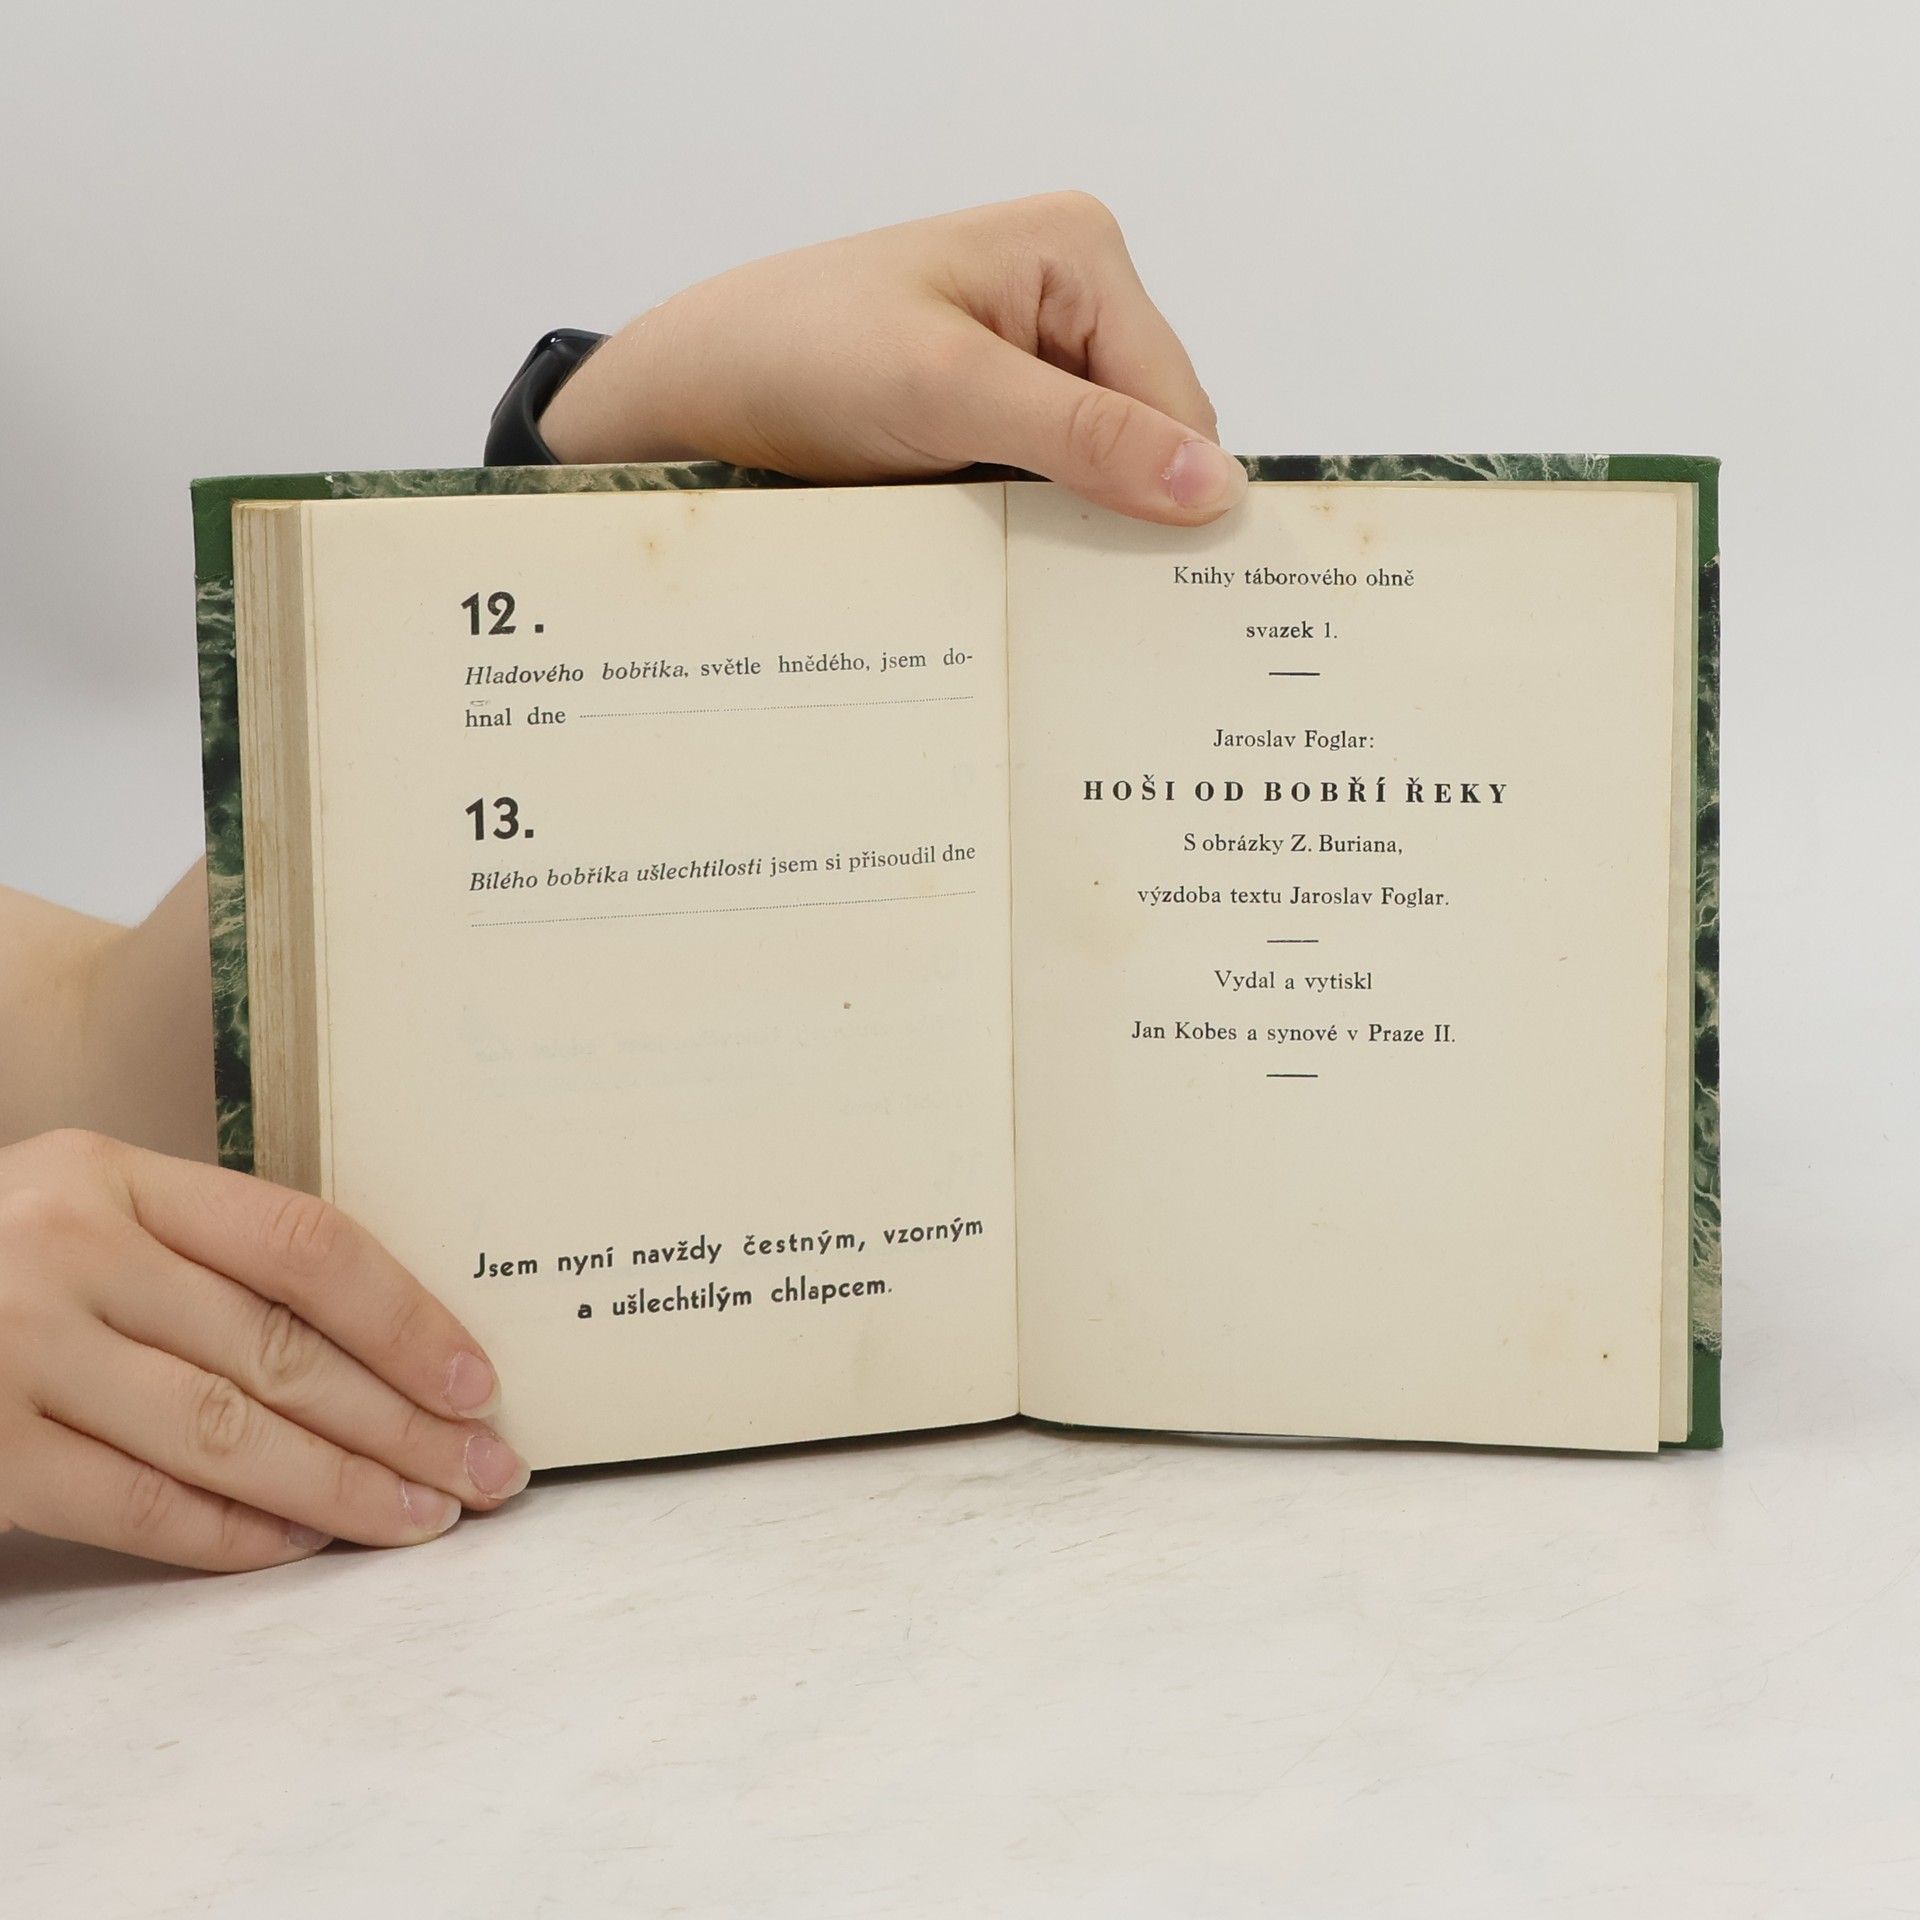 12.
Hladového bobříka, světle hnědého, jsem do-
hnal dne
13.
Bílého bobříka ušlechtilosti jsem si přisoudil dne
Jsem nyní navždy čestným, vzorným
a ušlechtilým chlapcem.
Knihy táborového ohně
svazek 1.
Jaroslav Foglar:
HOŠI OD BOBŘÍ ŘEKY
S obrázky Z. Buriana,
výzdoba textu Jaroslav Foglar.
Vydal a vytiskl
Jan Kobes a synové v Praze II.